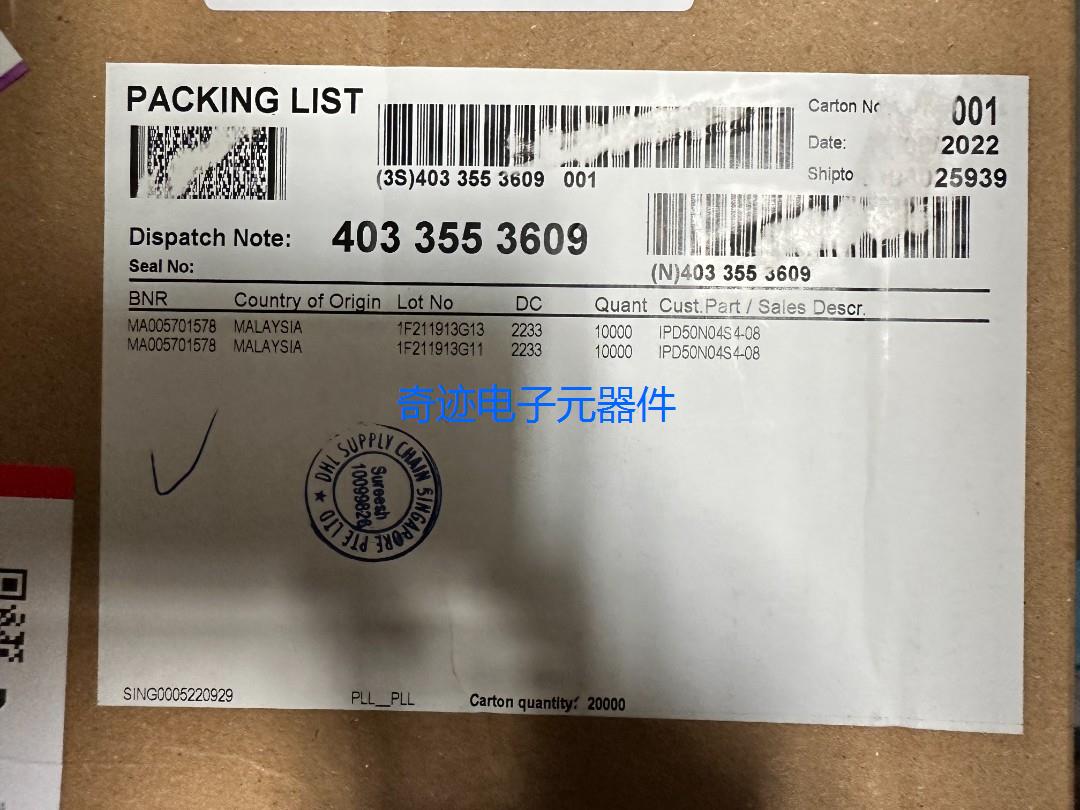 PACKING LIST
(3S)403 355 3609 001
Carton No 001
Date: 2022
Shipto 25939
Dispatch Note: 403 355 3609
(N)403 355 3609
Seal No:
BNR Country of Origin Lot No DC Quant Cust.Part / Sales Descr.
MA005701578 MALAYSIA 1F211913G13 2233 10000 IPD50N04S4-08
MA005701578 MALAYSIA 1F211913G11 2233 10000 IPD50N04S4-08
奇迹电子元器件
DHL SUPPLY CHAIN SINGAPORE PTE LTD
Sureesh
10099826
SING0005220929 PLL__PLL Carton quantity: 20000